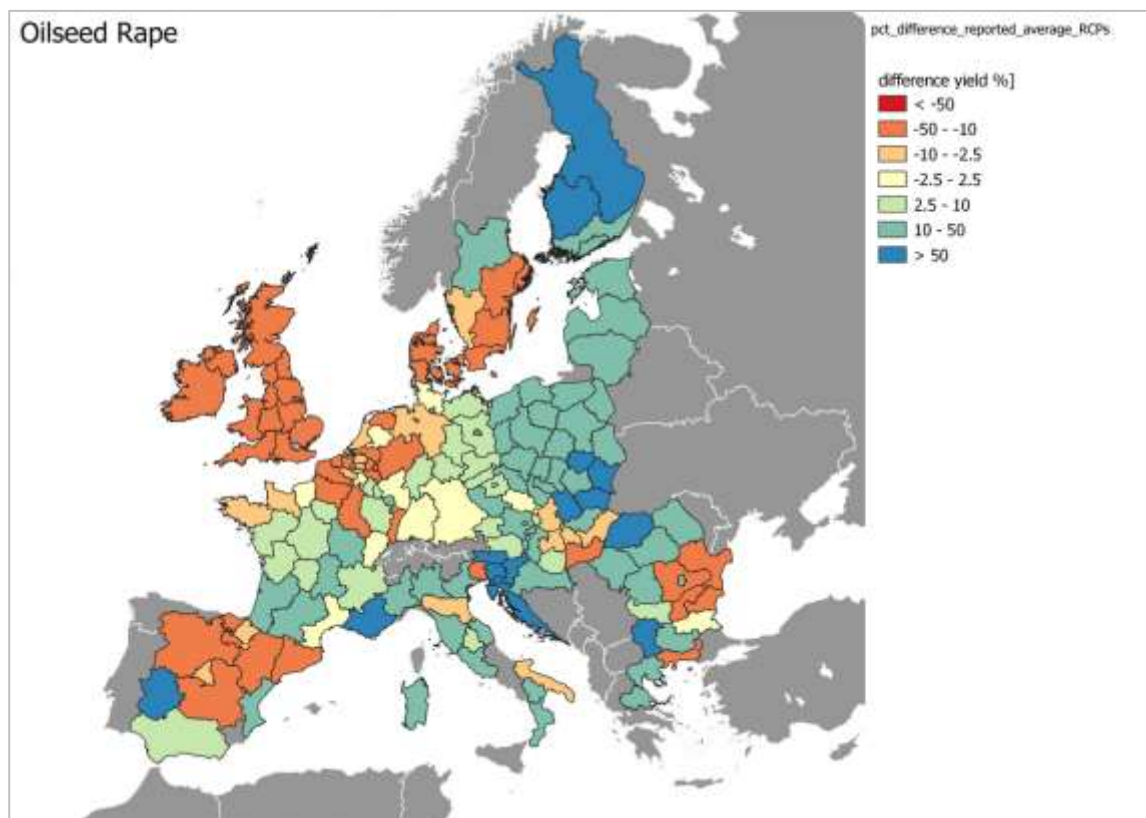 Oilseed Rape
pct_difference_reported_average_RCPs
difference yield %]
< -50
-50 - -10
-10 - -2.5
-2.5 - 2.5
2.5 - 10
10 - 50
> 50